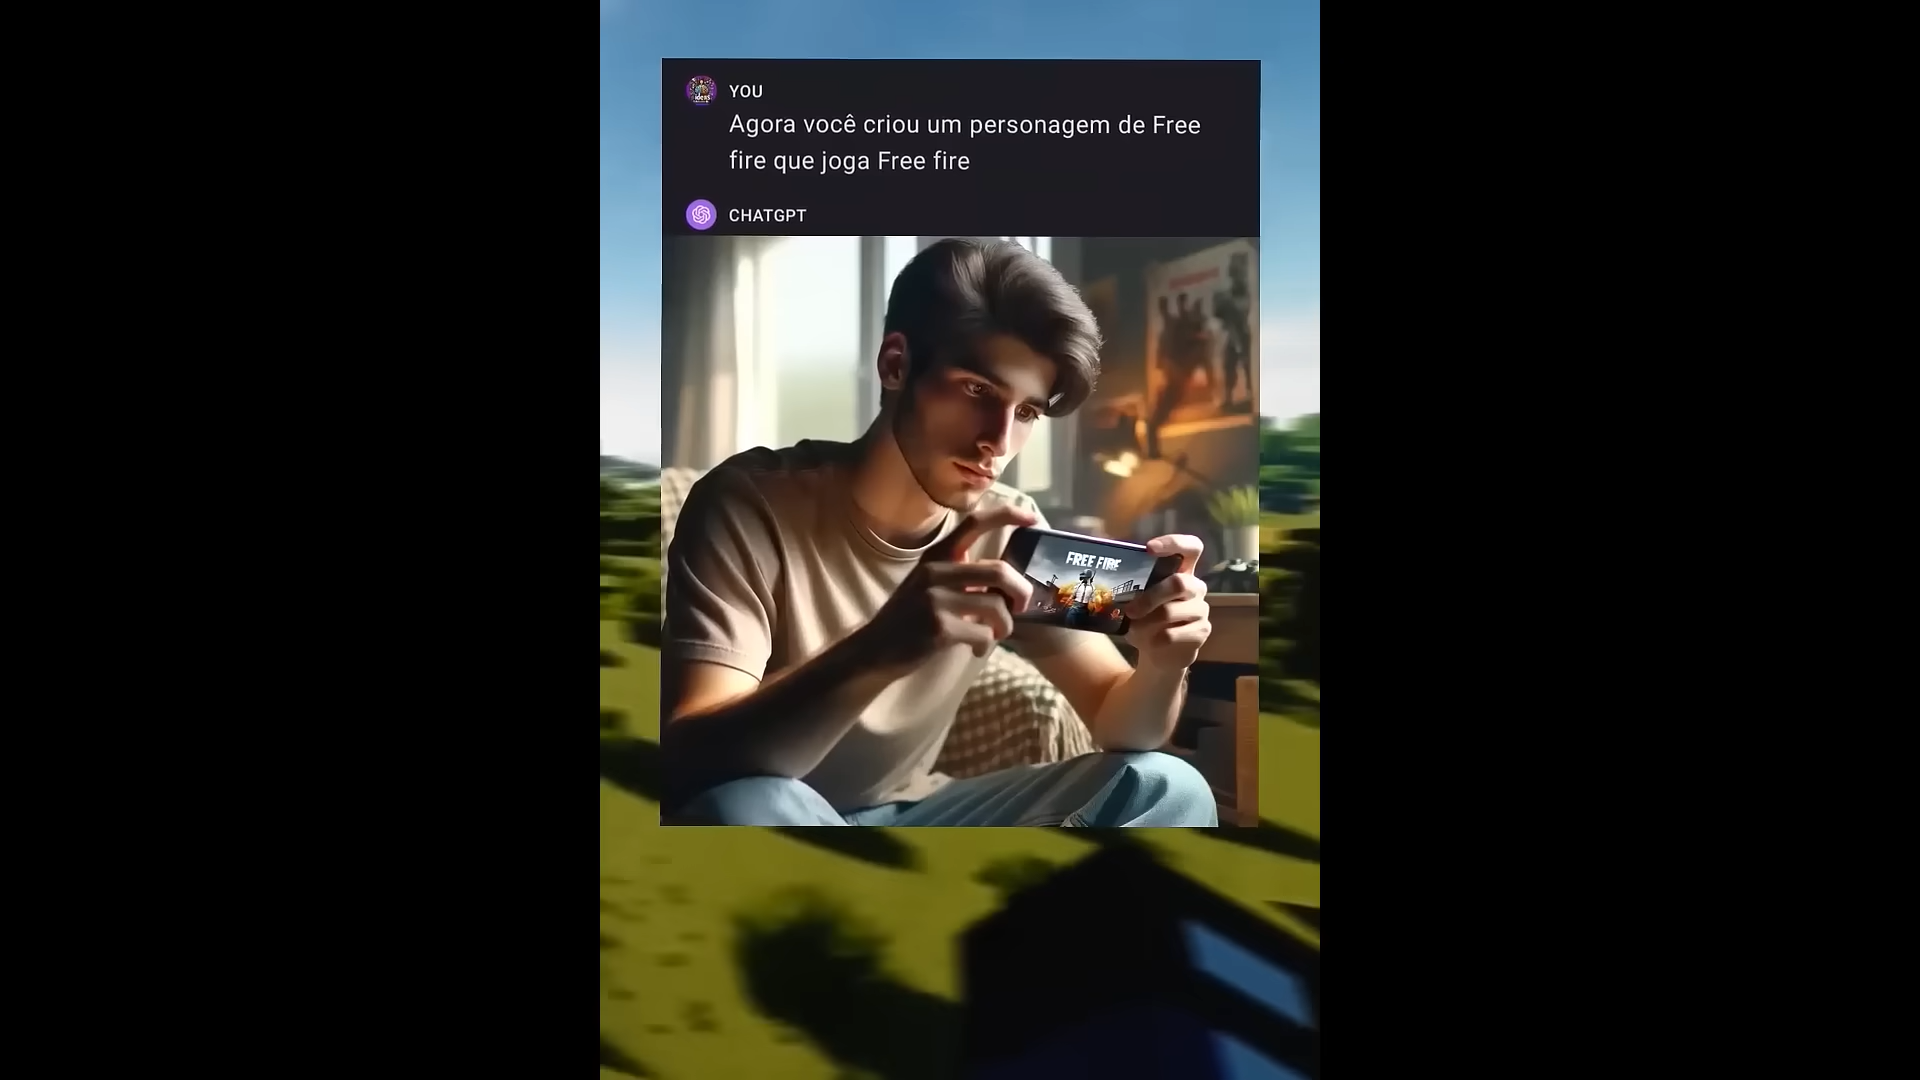 YOU
Agora você criou um personagem de Free
fire que joga Free fire
CHATGPT
FREE FIRE